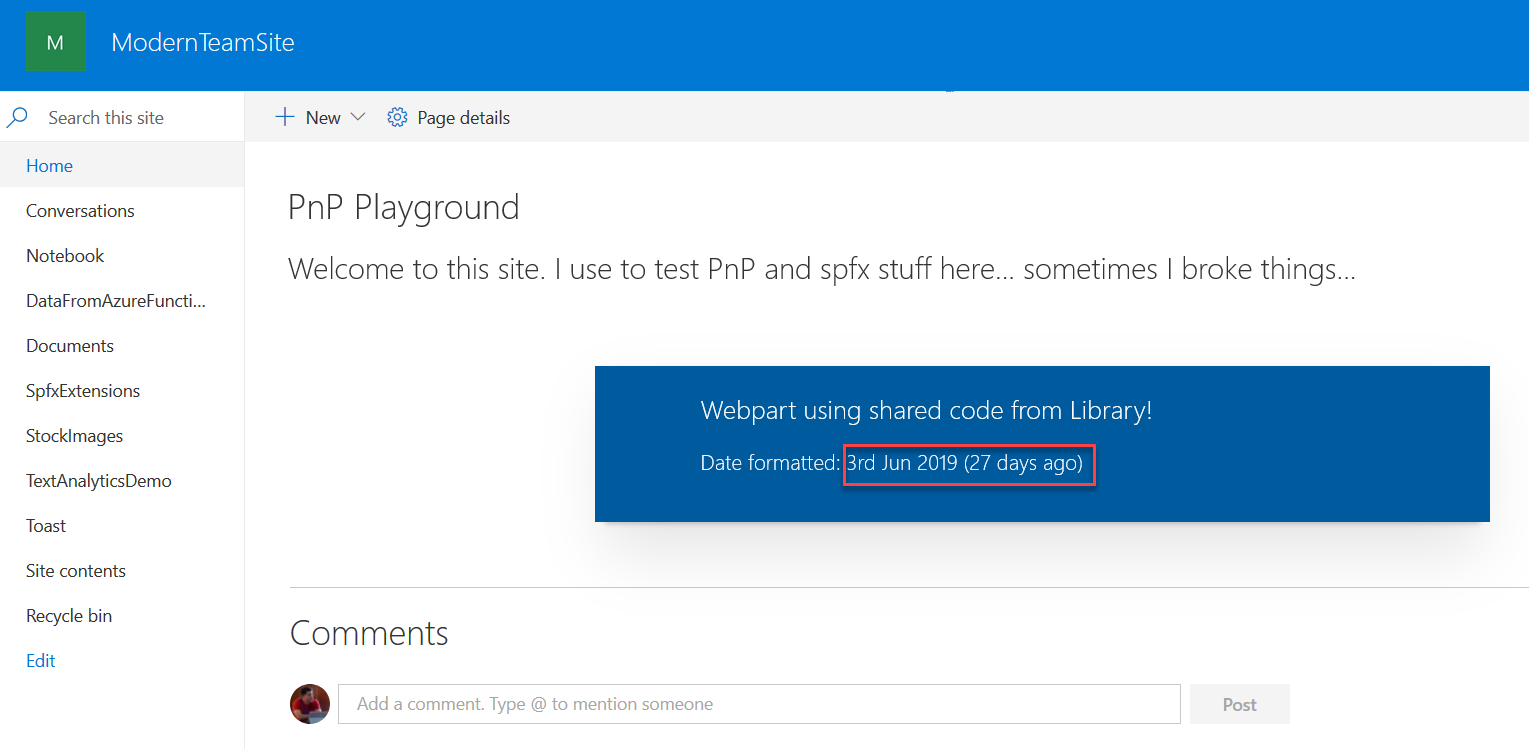 M
ModernTeamSite
Search this site
New
Page details
Home
Conversations
Notebook
DataFromAzureFuncti...
Documents
SpfxExtensions
StockImages
TextAnalyticsDemo
Toast
Site contents
Recycle bin
Edit
PnP Playground
Welcome to this site. I use to test PnP and spfx stuff here... sometimes I broke things...
Webpart using shared code from Library!
Date formatted: 3rd Jun 2019 (27 days ago)
Comments
Add a comment. Type @ to mention someone
Post